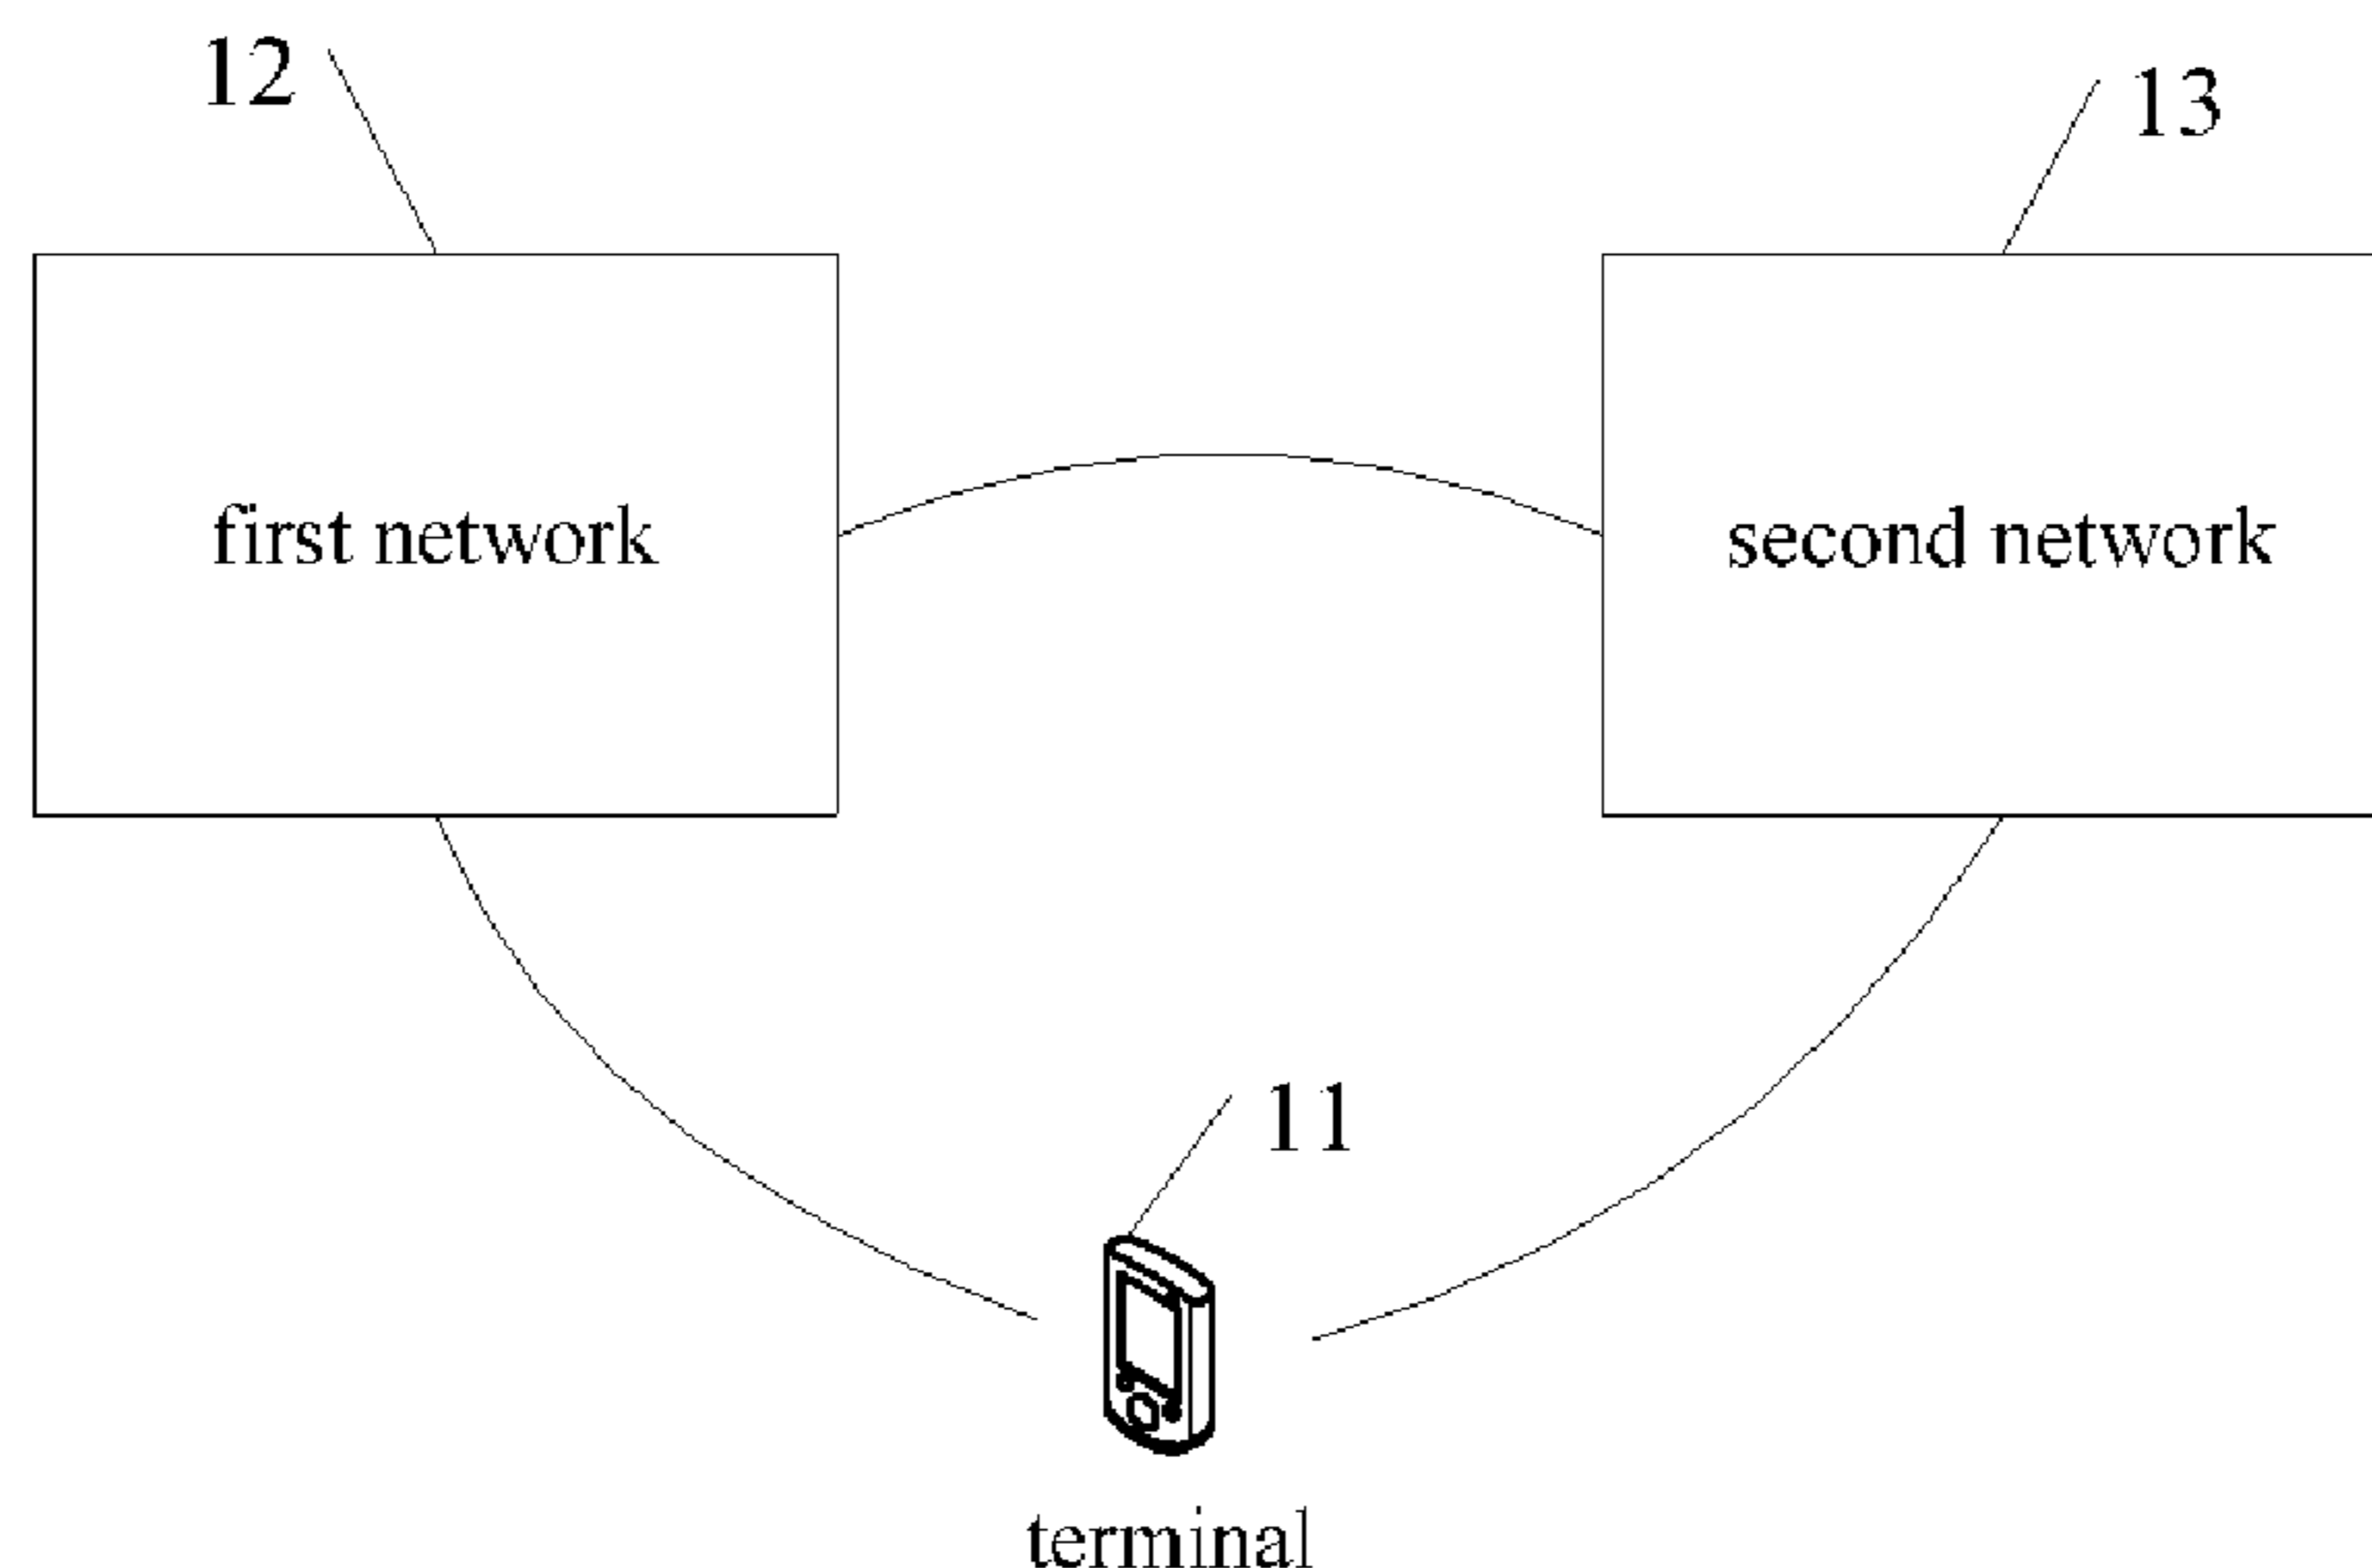 12
13
first network
second network
11
terminal